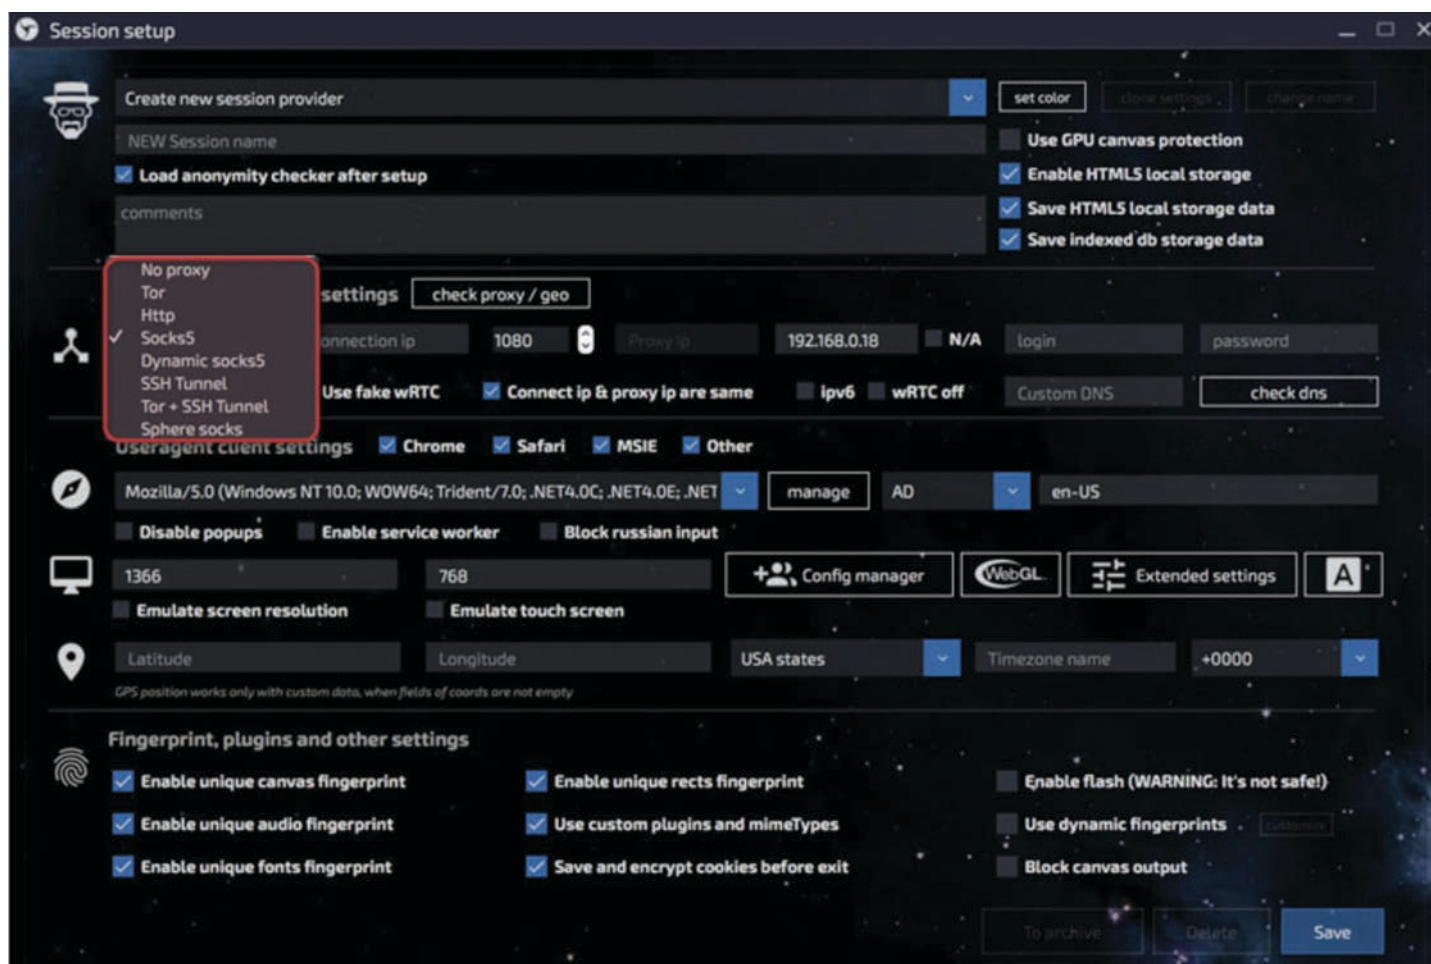 Session setup
Create new session provider
set color
clone settings
change name
NEW Session name
Use GPU canvas protection
Load anonymity checker after setup
Enable HTML5 local storage
comments
Save HTML5 local storage data
Save indexed db storage data
No proxy
Tor
settings
check proxy / geo
Http
Socks5
onnection ip
1080
Proxy ip
192.168.0.18
N/A
login
password
Dynamic socks5
SSH Tunnel
Use fake wRTC
Connect ip & proxy ip are same
ipv6
wRTC off
Custom DNS
check dns
Tor + SSH Tunnel
Sphere socks
Useragent client settings
Chrome
Safari
MSIE
Other
Mozilla/5.0 (Windows NT 10.0; WOW64; Trident/7.0; .NET4.0C; .NET4.0E; .NET
manage
AD
en-US
Disable popups
Enable service worker
Block russian input
1366
768
Config manager
WebGL
Extended settings
A
Emulate screen resolution
Emulate touch screen
Latitude
Longitude
USA states
Timezone name
+0000
GPS position works only with custom data, when fields of coords are not empty
Fingerprint, plugins and other settings
Enable unique canvas fingerprint
Enable unique rects fingerprint
Enable flash (WARNING: It's not safe!)
Enable unique audio fingerprint
Use custom plugins and mimeTypes
Use dynamic fingerprints
customize
Enable unique fonts fingerprint
Save and encrypt cookies before exit
Block canvas output
To archive
Delete
Save